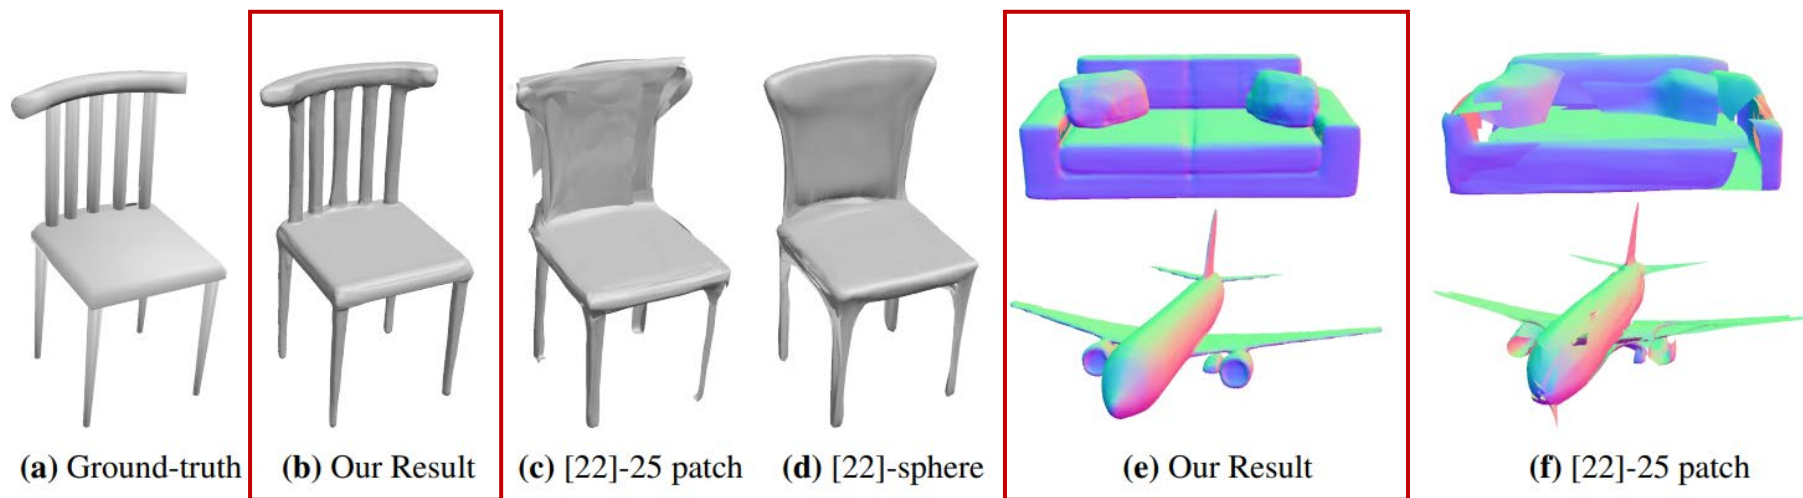 (a) Ground-truth
(b) Our Result
(c) [22]-25 patch
(d) [22]-sphere
(e) Our Result
(f) [22]-25 patch